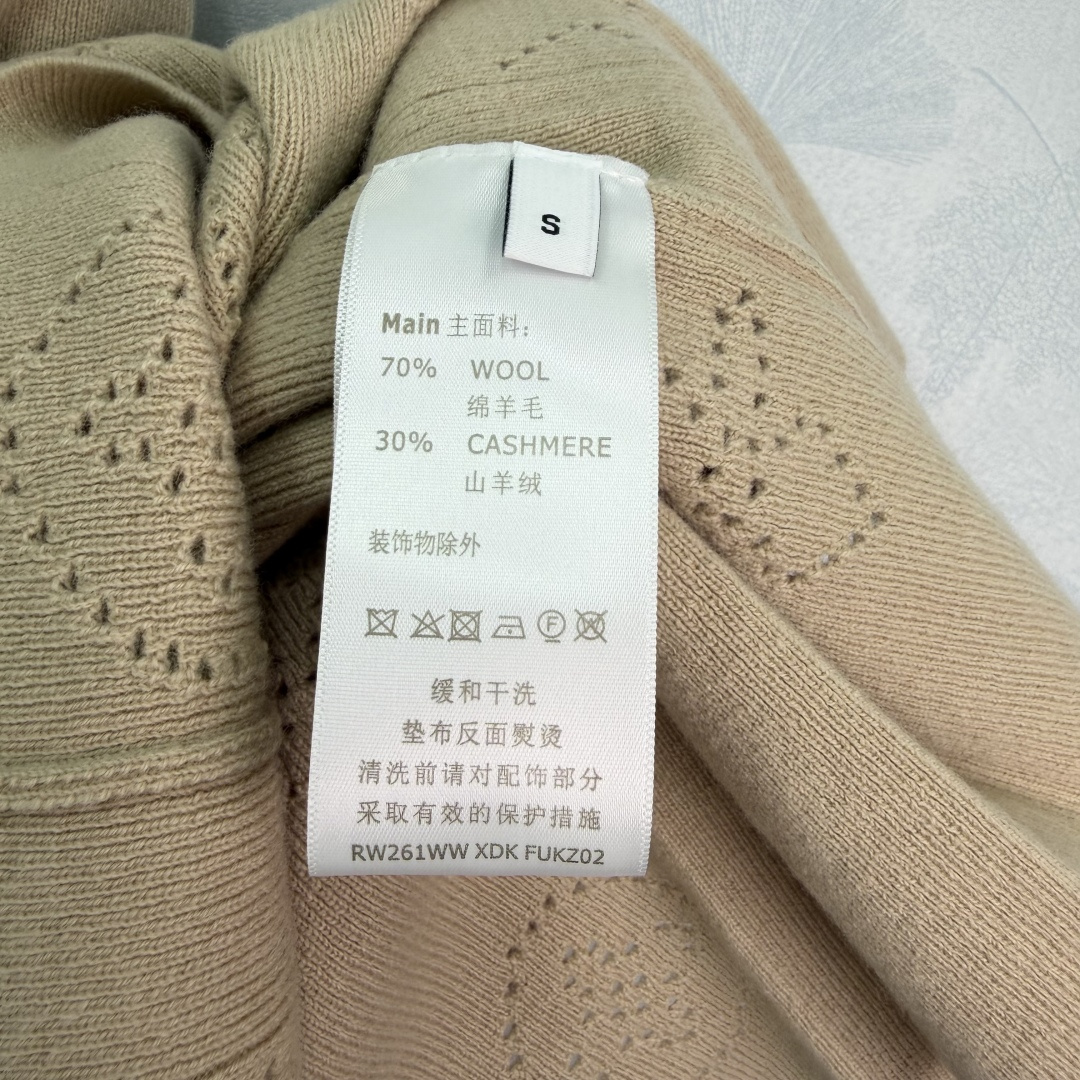 S
Main 主面料:
70% WOOL
绵羊毛
30% CASHMERE
山羊绒
装饰物除外
F W
缓和干洗
垫布反面熨烫
清洗前请对配饰部分
采取有效的保护措施
RW261WW XDK FUKZ02